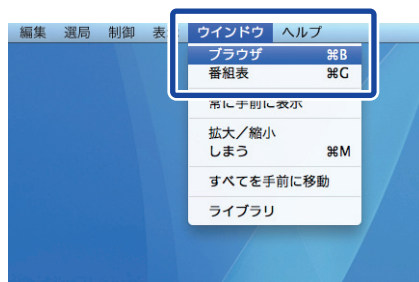 編集 選局 制御 表 ウインドウ ヘルプ
ブラウザ ⌘B
番組表 ⌘G
常に手前に表示
拡大／縮小
しまう ⌘M
すべてを手前に移動
ライブラリ